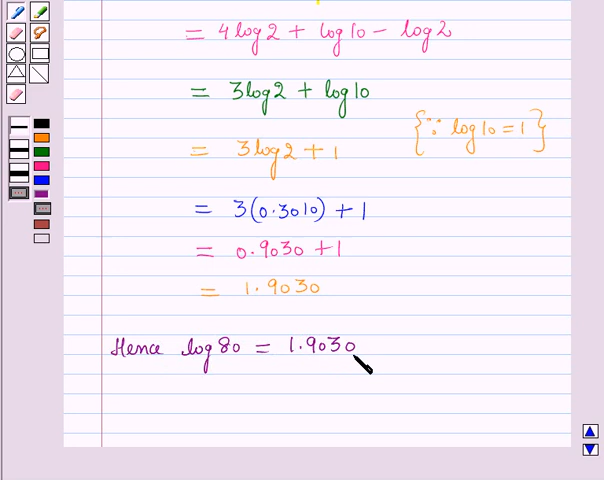 = 4log2 + log10 - log2
= 3log2 + log10
{∵ log10 = 1}
= 3log2 + 1
= 3(0.3010) + 1
= 0.9030 + 1
= 1.9030
Hence log80 = 1.9030